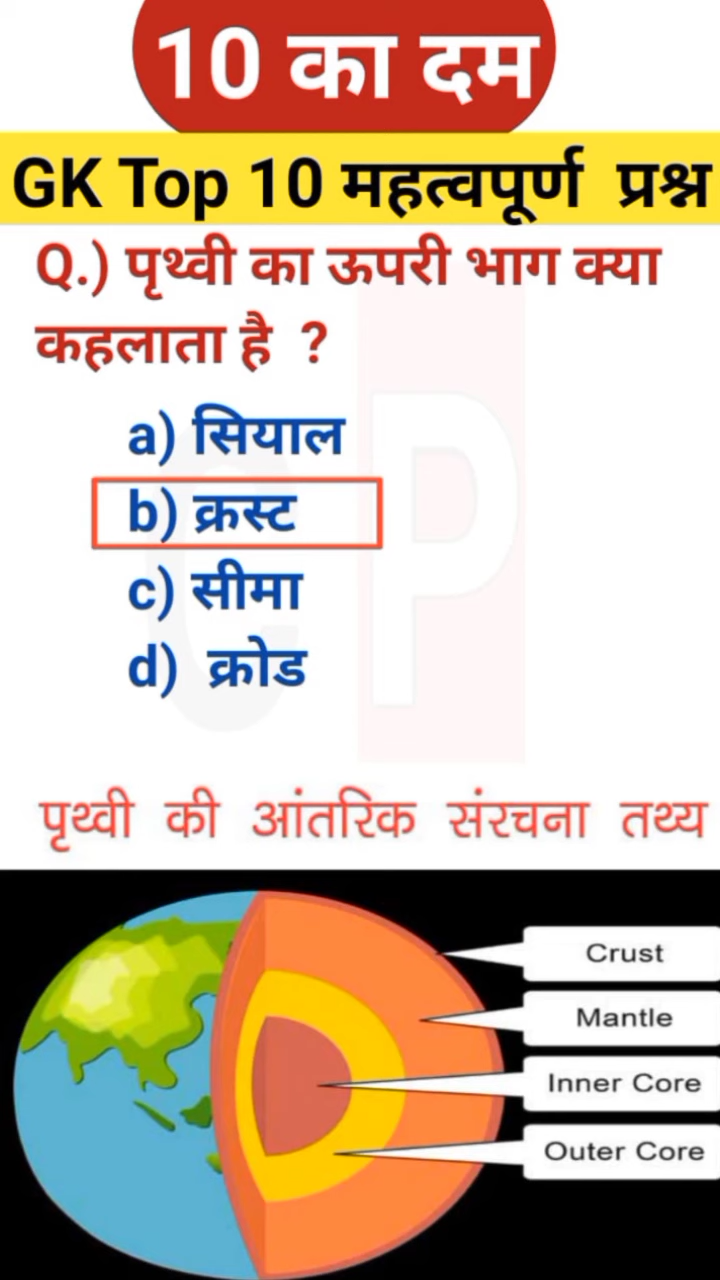 10 का दम
GK Top 10 महत्वपूर्ण प्रश्न
Q.) पृथ्वी का ऊपरी भाग क्या
कहलाता है ?
a) सियाल
b) क्रस्ट
c) सीमा
d) क्रोड
पृथ्वी की आंतरिक संरचना तथ्य
Crust
Mantle
Inner Core
Outer Core